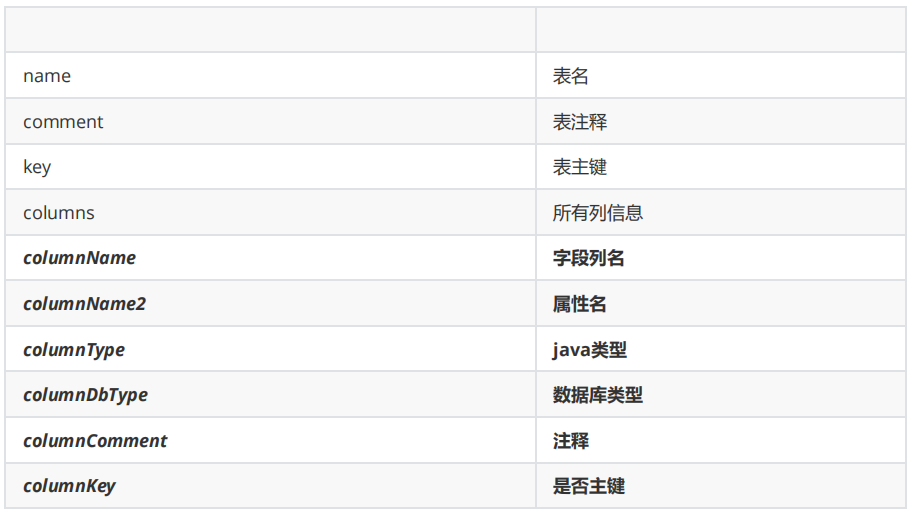 name 表名
comment 表注释
key 表主键
columns 所有列信息
columnName 字段列名
columnName2 属性名
columnType java类型
columnDbType 数据库类型
columnComment 注释
columnKey 是否主键